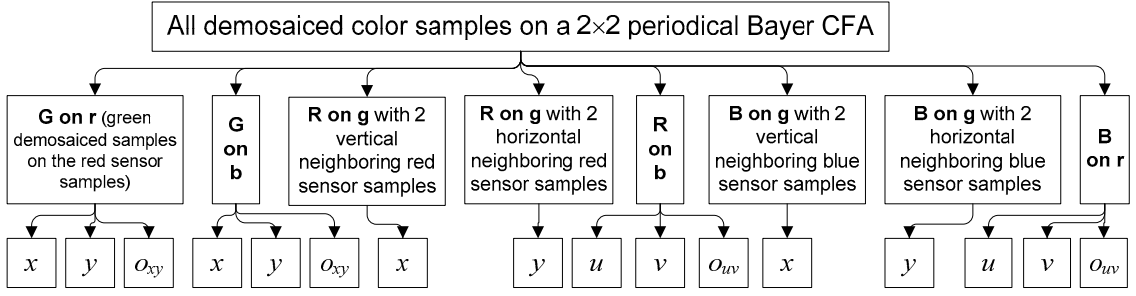 All demosaiced color samples on a 2×2 periodical Bayer CFA
G on r (green
demosaiced samples
on the red sensor
samples)
G
on
b
R on g with 2
vertical
neighboring red
sensor samples
R on g with 2
horizontal
neighboring red
sensor samples
R
on
b
B on g with 2
vertical
neighboring blue
sensor samples
B on g with 2
horizontal
neighboring blue
sensor samples
B
on r
x y oxy x y oxy x y u v ouv x y u v ouv